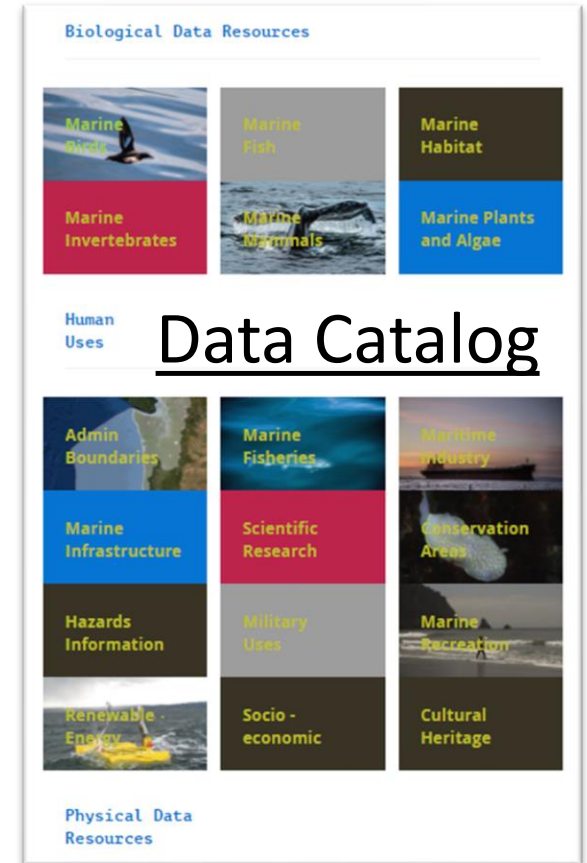 Biological Data Resources
Marine
Birds
Marine
Fish
Marine
Habitat
Marine
Invertebrates
Marine
Mammals
Marine Plants
and Algae
Human
Uses
Data Catalog
Admin
Boundaries
Marine
Fisheries
Maritime
Industry
Marine
Infrastructure
Scientific
Research
Conservation
Areas
Hazards
Information
Military
Uses
Marine
Recreation
Renewable -
Energy
Socio -
economic
Cultural
Heritage
Physical Data
Resources